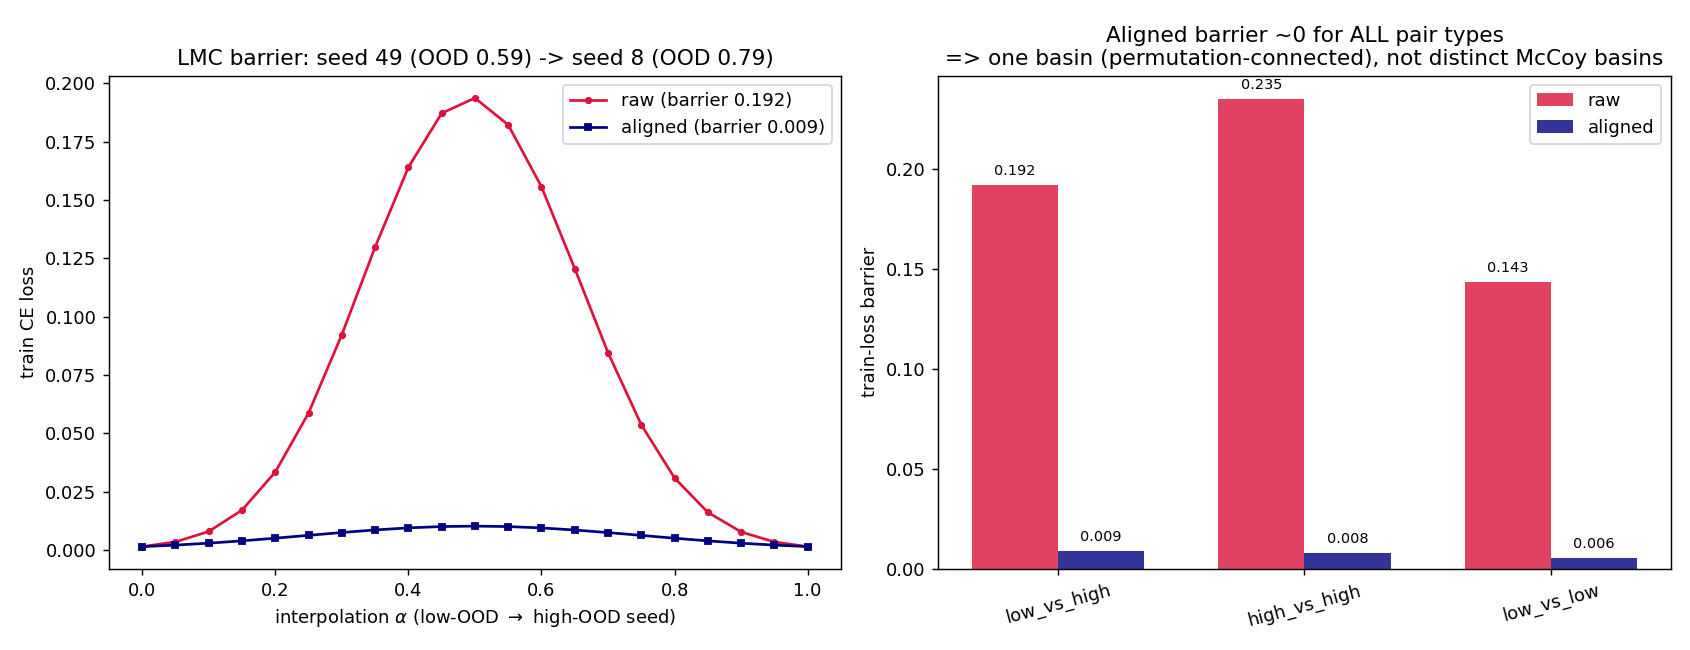 LMC barrier: seed 49 (OOD 0.59) -> seed 8 (OOD 0.79)
raw (barrier 0.192)
aligned (barrier 0.009)
train CE loss
0.200
0.175
0.150
0.125
0.100
0.075
0.050
0.025
0.000
0.0
0.2
0.4
0.6
0.8
1.0
interpolation α (low-OOD → high-OOD seed)
Aligned barrier ~0 for ALL pair types
=> one basin (permutation-connected), not distinct McCoy basins
raw
aligned
train-loss barrier
0.20
0.15
0.10
0.05
0.00
0.192
0.009
0.235
0.008
0.143
0.006
low_vs_high
high_vs_high
low_vs_low